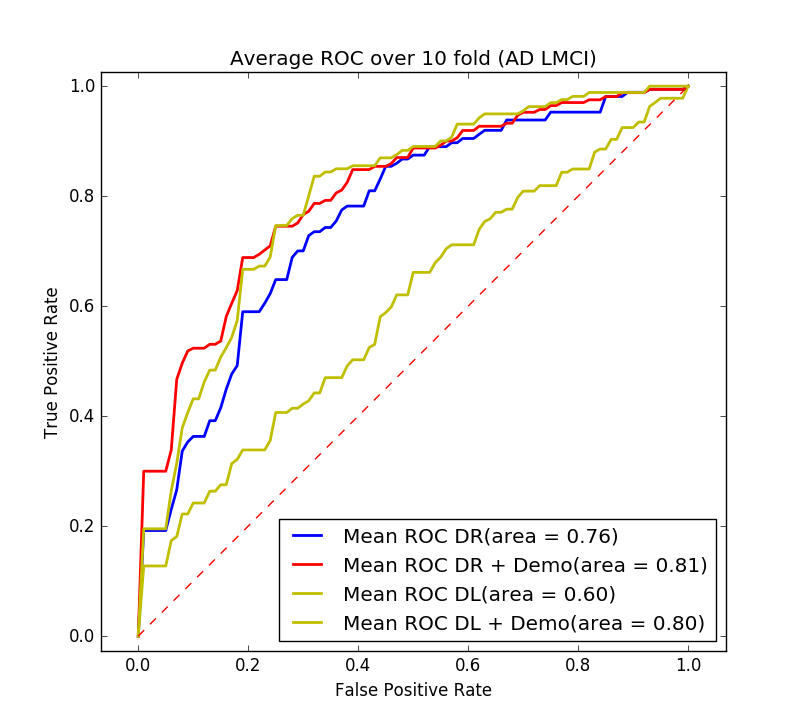 Average ROC over 10 fold (AD LMCI)
1.0
0.8
0.6
0.4
0.2
0.0
True Positive Rate
Mean ROC DR(area = 0.76)
Mean ROC DR + Demo(area = 0.81)
Mean ROC DL(area = 0.60)
Mean ROC DL + Demo(area = 0.80)
0.0 0.2 0.4 0.6 0.8 1.0
False Positive Rate